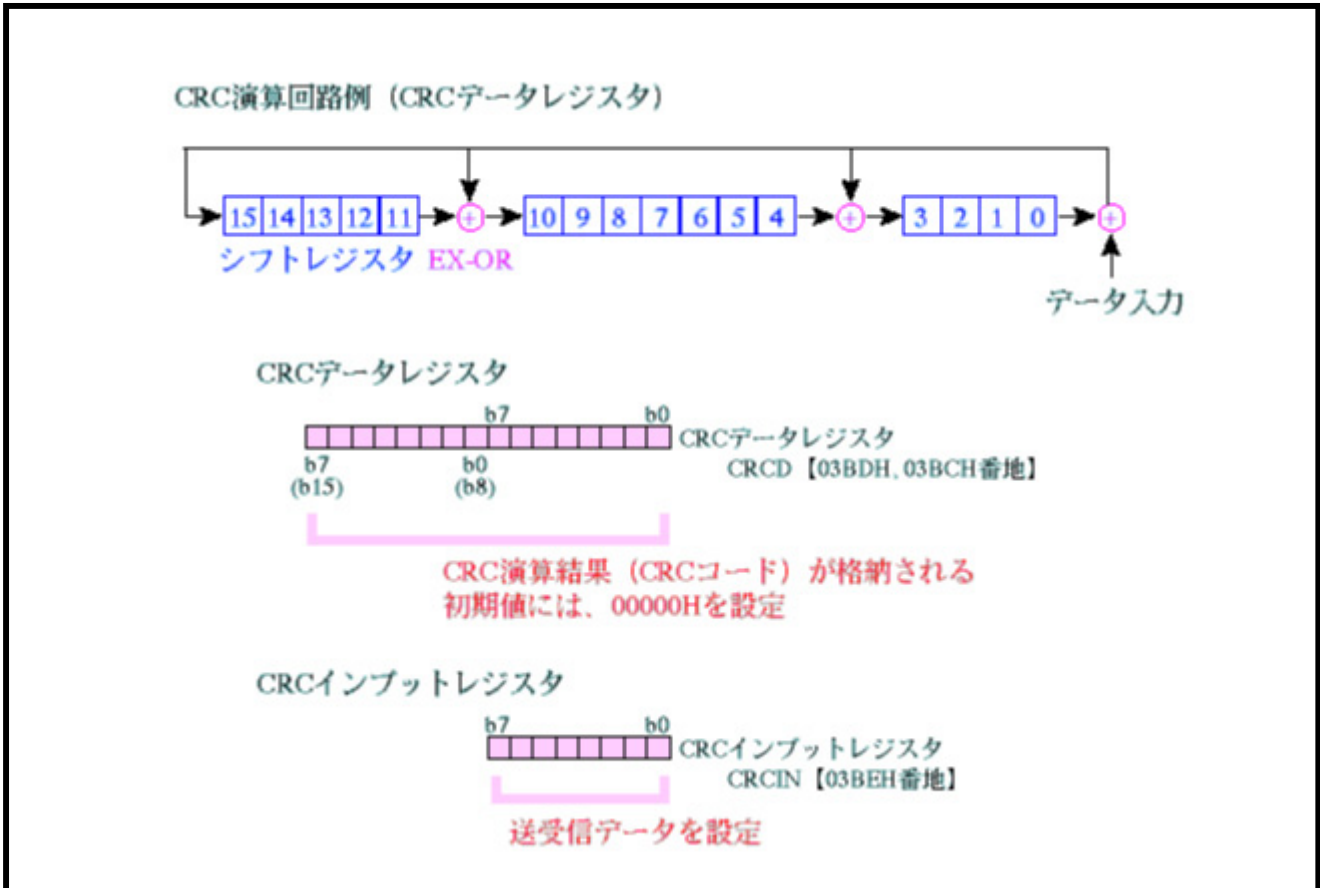 CRC演算回路例（CRCデータレジスタ）
15 14 13 12 11 + 10 9 8 7 6 5 4 + 3 2 1 0 +
シフトレジスタ EX-OR
データ入力
CRCデータレジスタ
b7 b0
CRCデータレジスタ
b7 b0
(b15) (b8)
CRCD【03BDH, 03BCH番地】
CRC演算結果（CRCコード）が格納される
初期値には、00000Hを設定
CRCインプットレジスタ
b7 b0
CRCインプットレジスタ
CRCIN【03BEH番地】
送受信データを設定